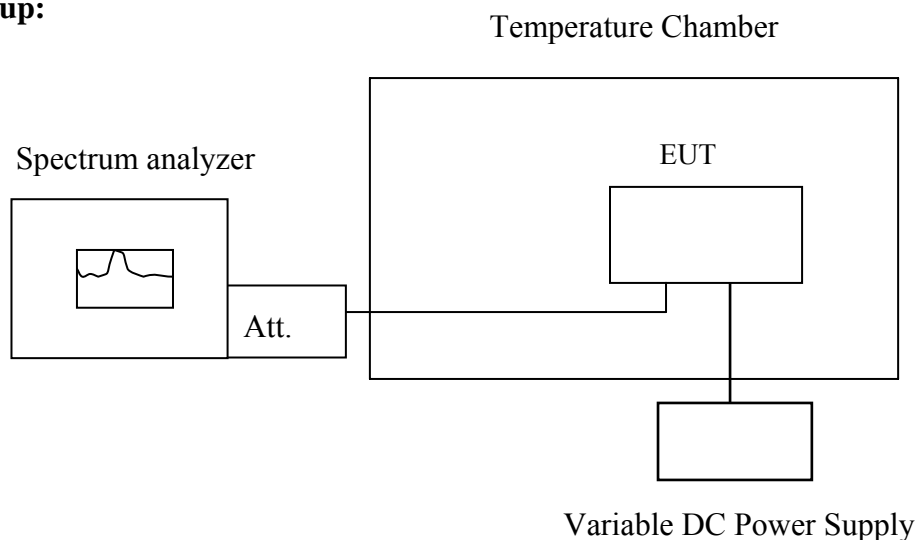 up:
Temperature Chamber
Spectrum analyzer
EUT
Att.
Variable DC Power Supply